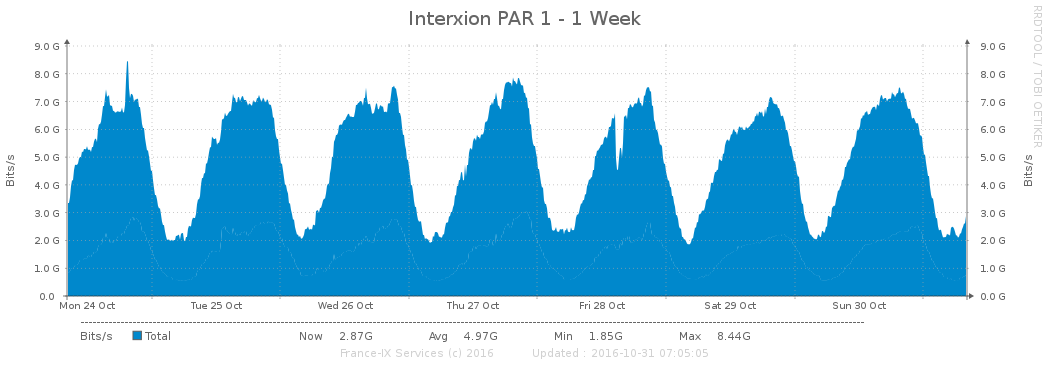 Interxion PAR 1 - 1 Week
RRDTOOL / TOBI OETIKER
Bits/s
9.0 G 9.0 G
8.0 G 8.0 G
7.0 G 7.0 G
6.0 G 6.0 G
5.0 G 5.0 G
4.0 G 4.0 G
3.0 G 3.0 G
2.0 G 2.0 G
1.0 G 1.0 G
0.0 0.0 G
Bits/s
Mon 24 Oct Tue 25 Oct Wed 26 Oct Thu 27 Oct Fri 28 Oct Sat 29 Oct Sun 30 Oct
Bits/s Total Now 2.87G Avg 4.97G Min 1.85G Max 8.44G
France-IX Services (c) 2016 Updated : 2016-10-31 07:05:05